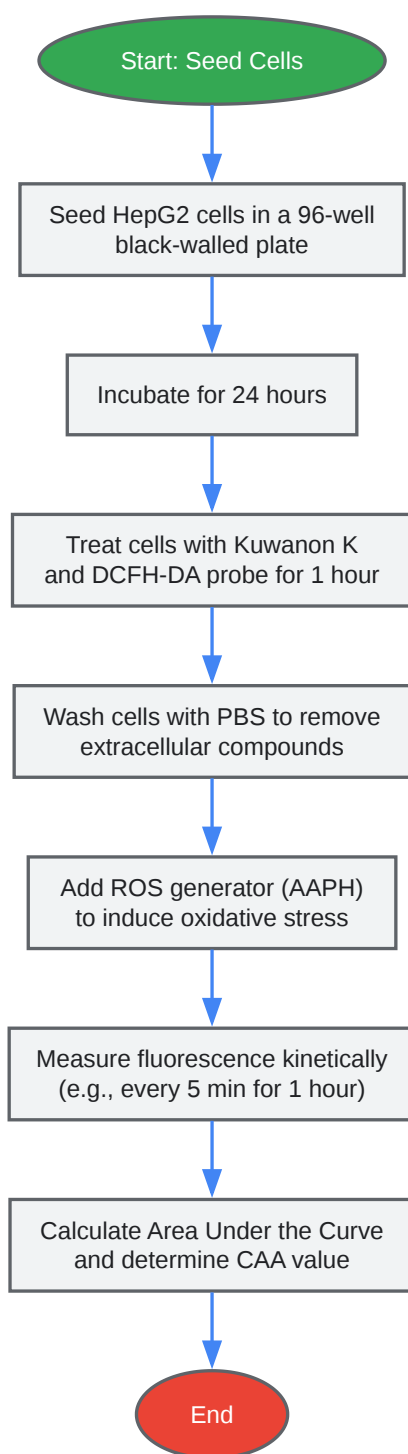 Start: Seed Cells
Seed HepG2 cells in a 96-well
black-walled plate
Incubate for 24 hours
Treat cells with Kuwanon K
and DCFH-DA probe for 1 hour
Wash cells with PBS to remove
extracellular compounds
Add ROS generator (AAPH)
to induce oxidative stress
Measure fluorescence kinetically
(e.g., every 5 min for 1 hour)
Calculate Area Under the Curve
and determine CAA value
End